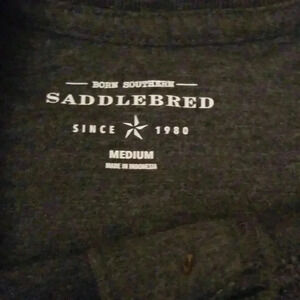 BORN SOUTHERN
SADDLEBRED
SINCE 1980
MEDIUM
MADE IN INDONESIA